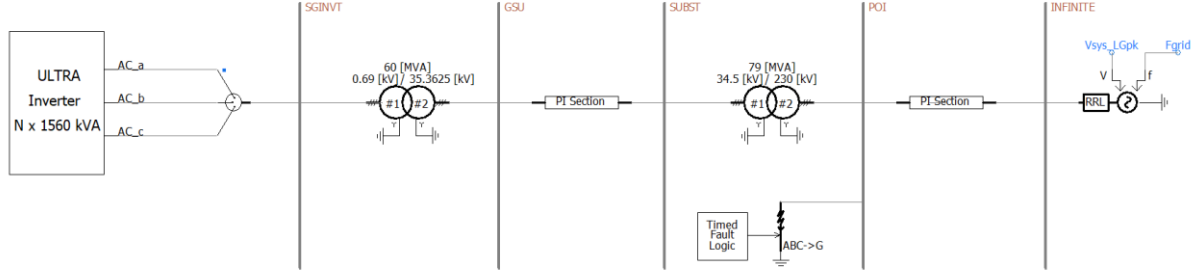 SGINVT
GSU
SUBST
POI
INFINITE
ULTRA
Inverter
N x 1560 kVA
AC_a
AC_b
AC_c
60 [MVA]
0.69 [kV] / 35.3625 [kV]
#1
#2
Y
Y
PI Section
79 [MVA]
34.5 [kV] / 230 [kV]
#1
#2
Y
Y
PI Section
Vsys_LGpk
Fgrid
V
f
RRL
Timed
Fault
Logic
ABC->G